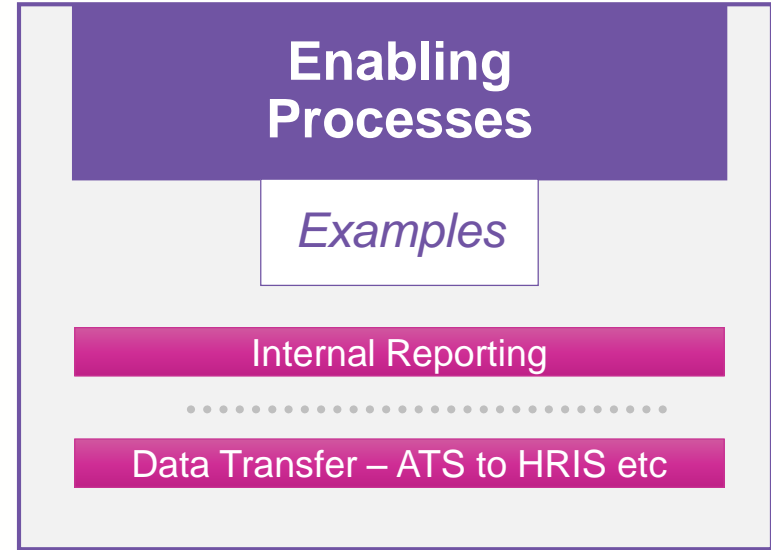 Enabling
Processes
Examples
Internal Reporting
Data Transfer – ATS to HRIS etc